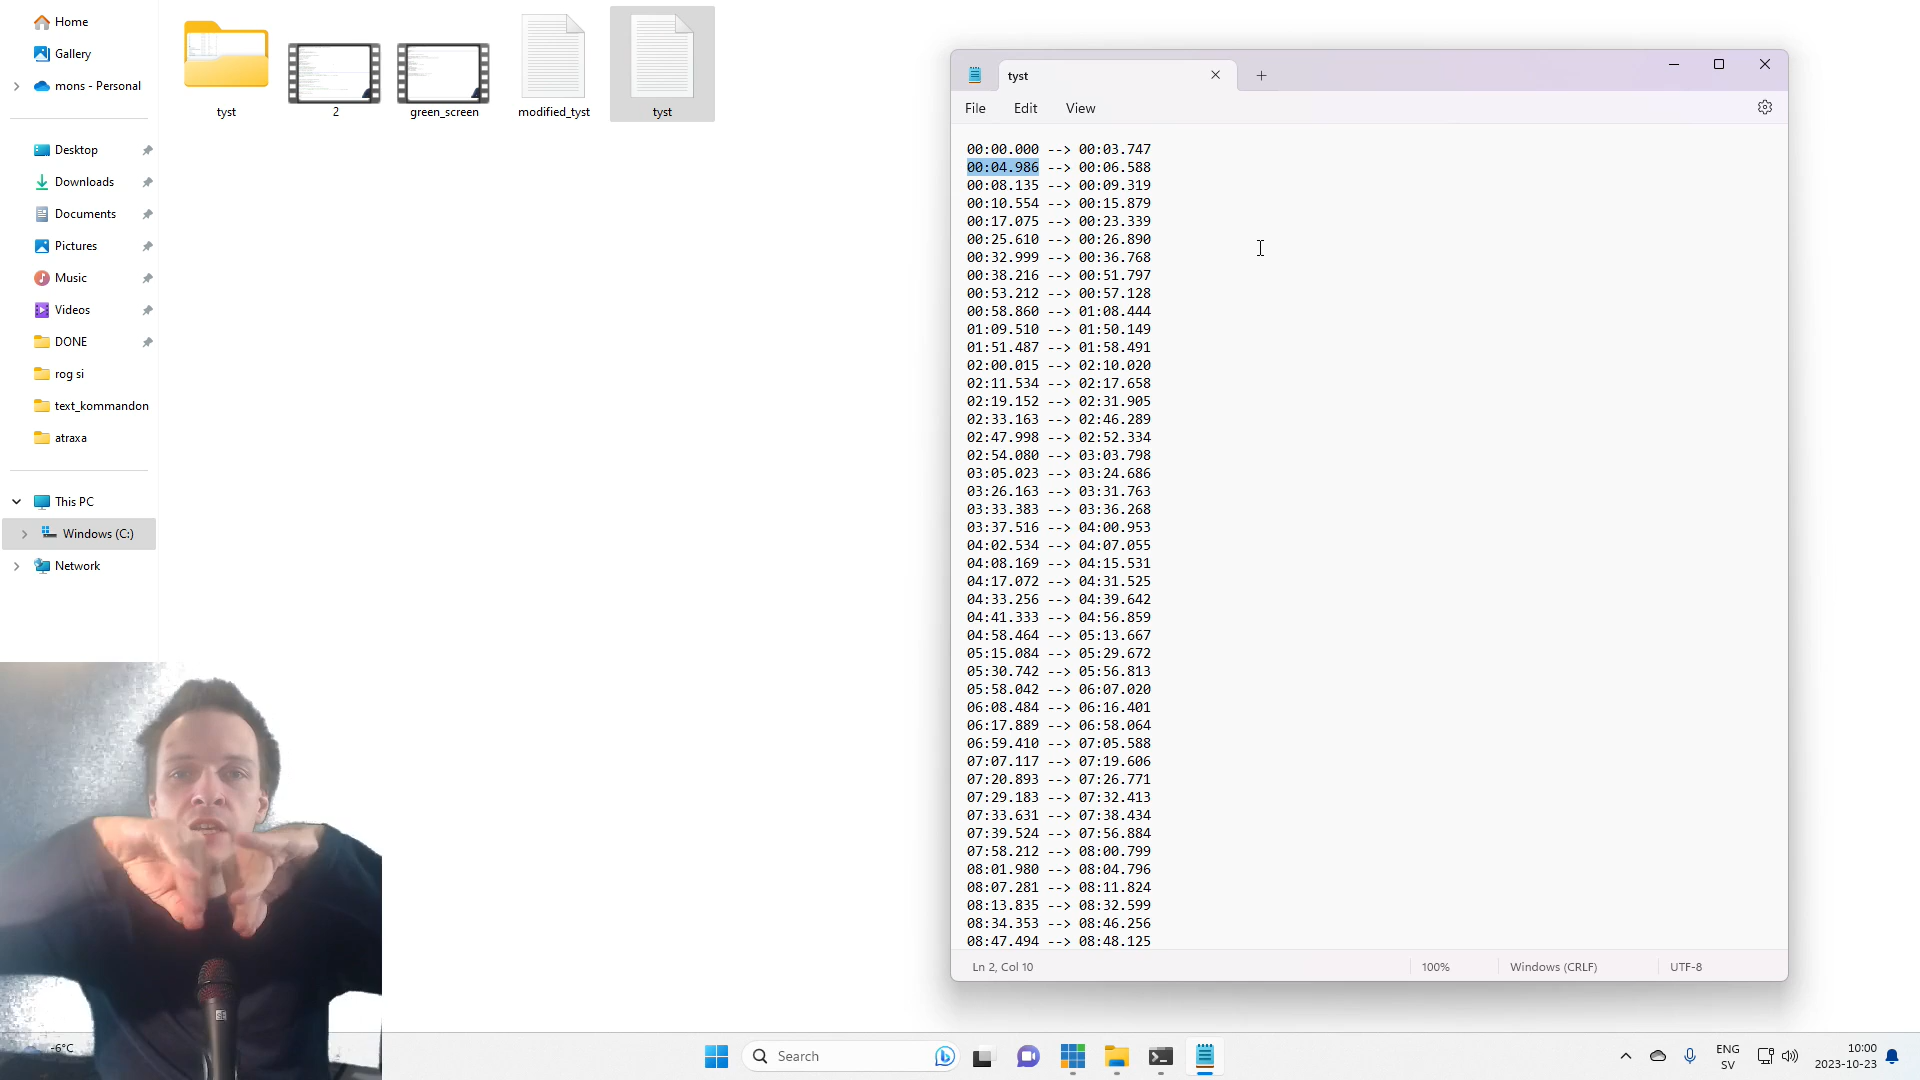 Home
Gallery
mons - Personal
Desktop
Downloads
Documents
Pictures
Music
Videos
DONE
rog si
text_kommandon
atraxa
This PC
Windows (C:)
Network
tyst
2
green_screen
modified_tyst
tyst
tyst
File
Edit
View
00:00.000 --> 00:03.747
00:04.986 --> 00:06.588
00:08.135 --> 00:09.319
00:10.554 --> 00:15.879
00:17.075 --> 00:23.339
00:25.610 --> 00:26.890
00:32.999 --> 00:36.768
00:38.216 --> 00:51.797
00:53.212 --> 00:57.128
00:58.860 --> 01:08.444
01:09.510 --> 01:50.149
01:51.487 --> 01:58.491
02:00.015 --> 02:10.020
02:11.534 --> 02:17.658
02:19.152 --> 02:31.905
02:33.163 --> 02:46.289
02:47.998 --> 02:52.334
02:54.080 --> 03:03.798
03:05.023 --> 03:24.686
03:26.163 --> 03:31.763
03:33.383 --> 03:36.268
03:37.516 --> 04:00.953
04:02.534 --> 04:07.055
04:08.169 --> 04:15.531
04:17.072 --> 04:31.525
04:33.256 --> 04:39.642
04:41.333 --> 04:56.859
04:58.464 --> 05:13.667
05:15.084 --> 05:29.672
05:30.742 --> 05:56.813
05:58.042 --> 06:07.020
06:08.484 --> 06:16.401
06:17.889 --> 06:58.064
06:59.410 --> 07:05.588
07:07.117 --> 07:19.606
07:20.893 --> 07:26.771
07:29.183 --> 07:32.413
07:33.631 --> 07:38.434
07:39.524 --> 07:56.884
07:58.212 --> 08:00.799
08:01.980 --> 08:04.796
08:07.281 --> 08:11.824
08:13.835 --> 08:32.599
08:34.353 --> 08:46.256
08:47.494 --> 08:48.125
Ln 2, Col 10
100%
Windows (CRLF)
UTF-8
-6°C
Search
ENG
SV
10:00
2023-10-23